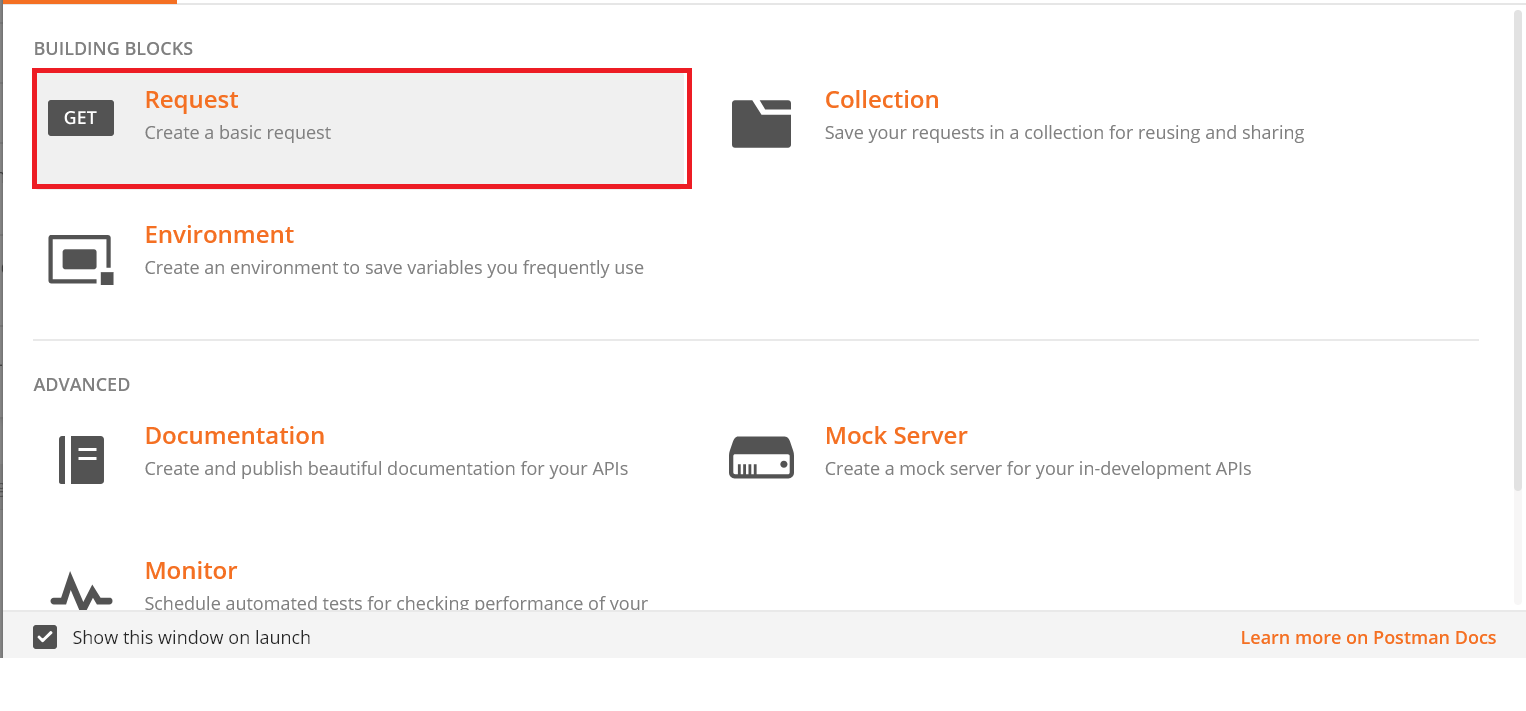 BUILDING BLOCKS
GET
Request
Create a basic request
Collection
Save your requests in a collection for reusing and sharing
Environment
Create an environment to save variables you frequently use
ADVANCED
Documentation
Create and publish beautiful documentation for your APIs
Mock Server
Create a mock server for your in-development APIs
Monitor
Schedule automated tests for checking performance of your
Show this window on launch
Learn more on Postman Docs